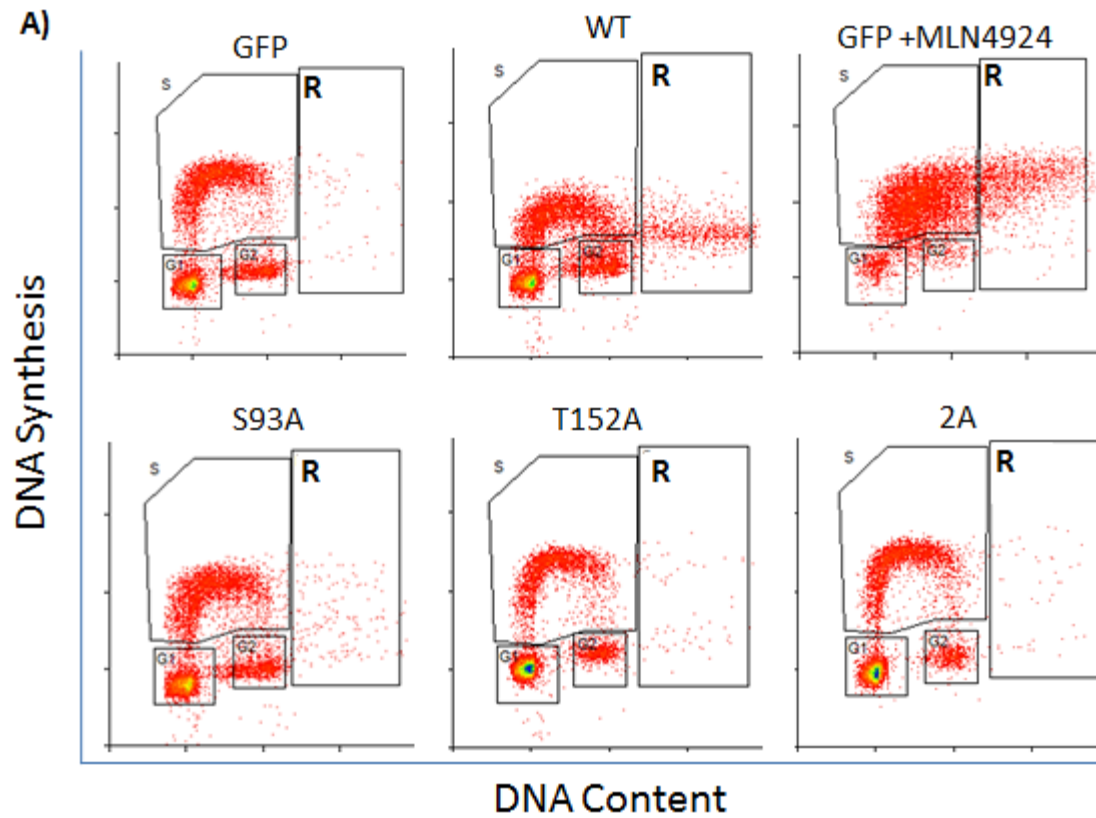 A)
GFP
WT
GFP +MLN4924
S
R
G1
G2
S
R
G1
G2
S
R
G1
G2
S93A
T152A
2A
S
R
G1
G2
S
R
G1
G2
S
R
G1
G2
DNA Synthesis
DNA Content